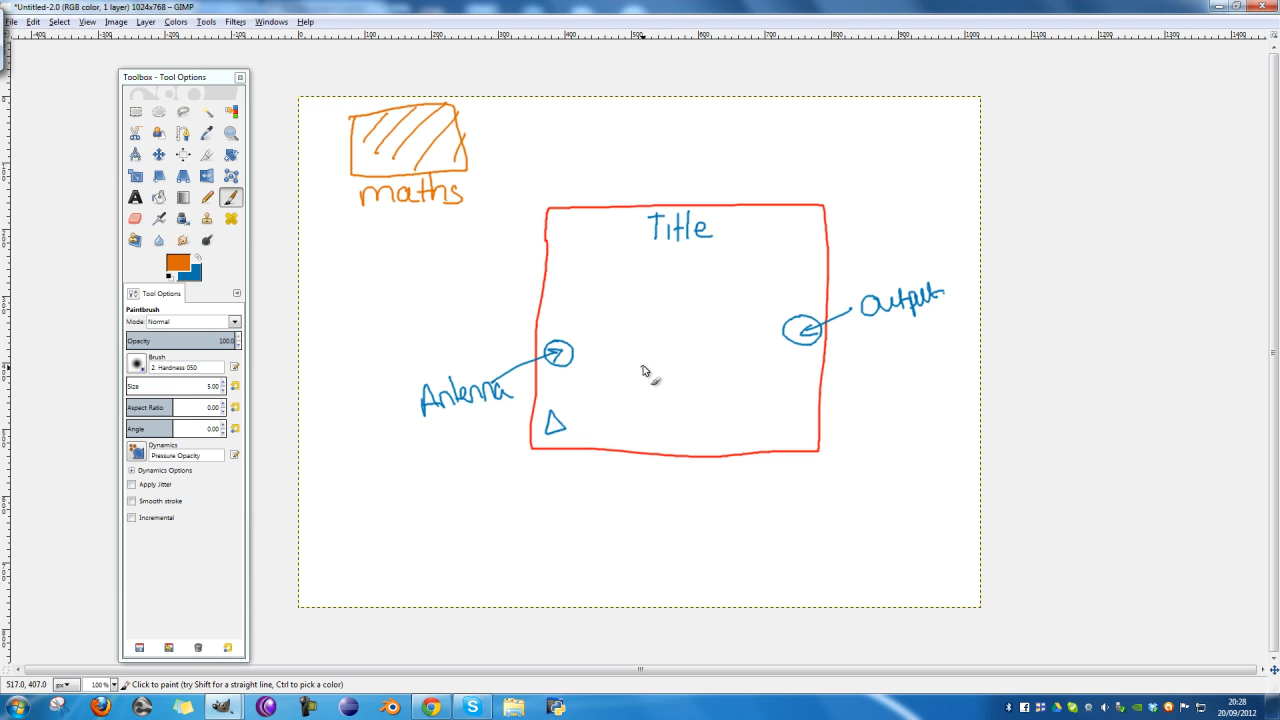 *Untitled-2.0 (RGB color, 1 layer) 1024x768 – GIMP
File Edit Select View Image Layer Colors Tools Filters Windows Help
Toolbox - Tool Options
Tool Options
Paintbrush
Mode: Normal
Opacity 100.0
Brush
2. Hardness 050
Size 5.00
Aspect Ratio 0.00
Angle 0.00
Dynamics
Pressure Opacity
Dynamics Options
Apply Jitter
Smooth stroke
Incremental
maths
Title
Output
Antenna
517.0, 407.0 px 100% Click to paint (try Shift for a straight line, Ctrl to pick a color)
20:28
20/09/2012